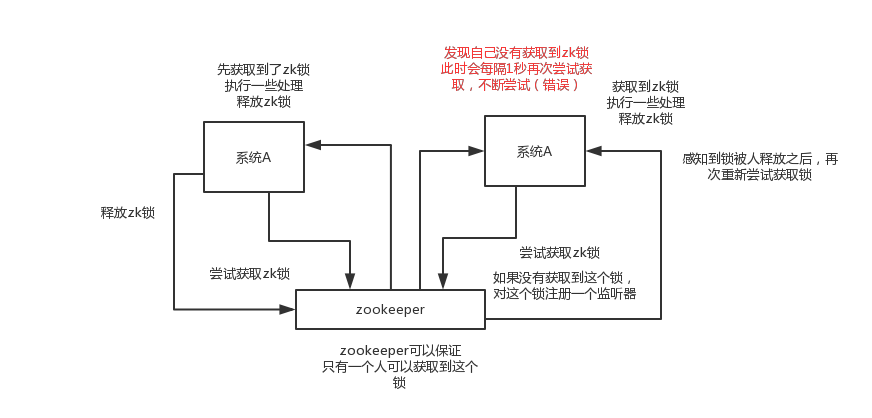 先获取到了zk锁
执行一些处理
释放zk锁
发现自己没有获取到zk锁
此时会每隔1秒再次尝试获
取，不断尝试（错误）
获取到zk锁
执行一些处理
释放zk锁
系统A
系统A
感知到锁被人释放之后，再
次重新尝试获取锁
释放zk锁
尝试获取zk锁
尝试获取zk锁
如果没有获取到这个锁，
对这个锁注册一个监听器
zookeeper
zookeeper可以保证
只有一个人可以获取到这个
锁